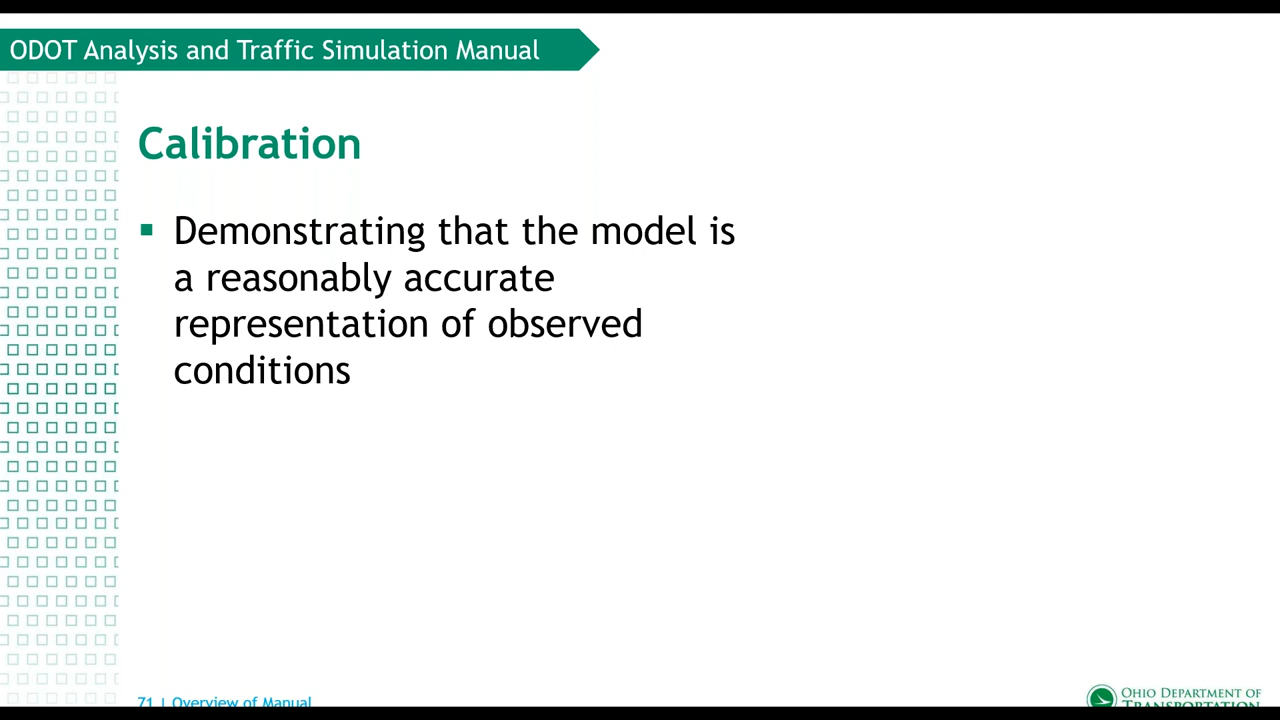 ODOT Analysis and Traffic Simulation Manual
Calibration
Demonstrating that the model is
a reasonably accurate
representation of observed
conditions
71 | Overview of Manual
OHIO DEPARTMENT OF
TRANSPORTATION